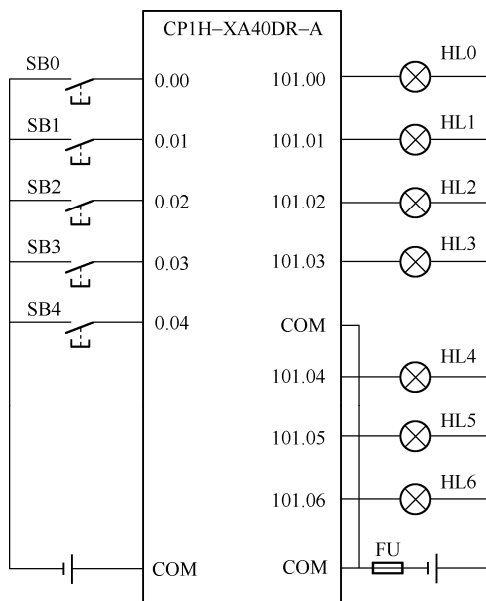 CP1H-XA40DR-A
SB0
0.00
101.00
HL0
SB1
0.01
101.01
HL1
SB2
0.02
101.02
HL2
SB3
0.03
101.03
HL3
SB4
0.04
COM
101.04
HL4
101.05
HL5
101.06
HL6
COM
COM
FU